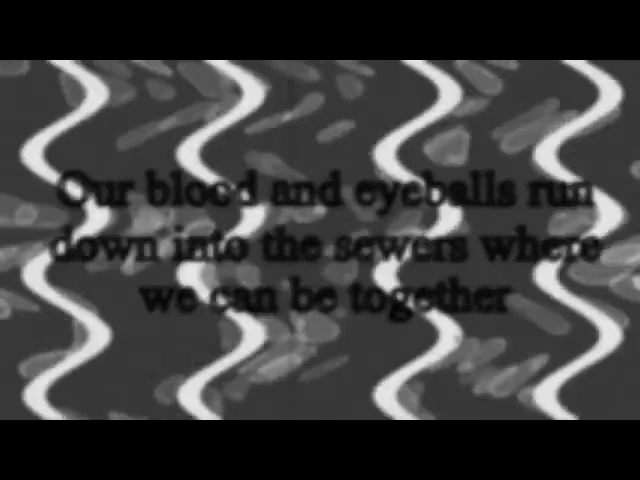 Our blood and eyeballs run
down into the sewers where
we can be together